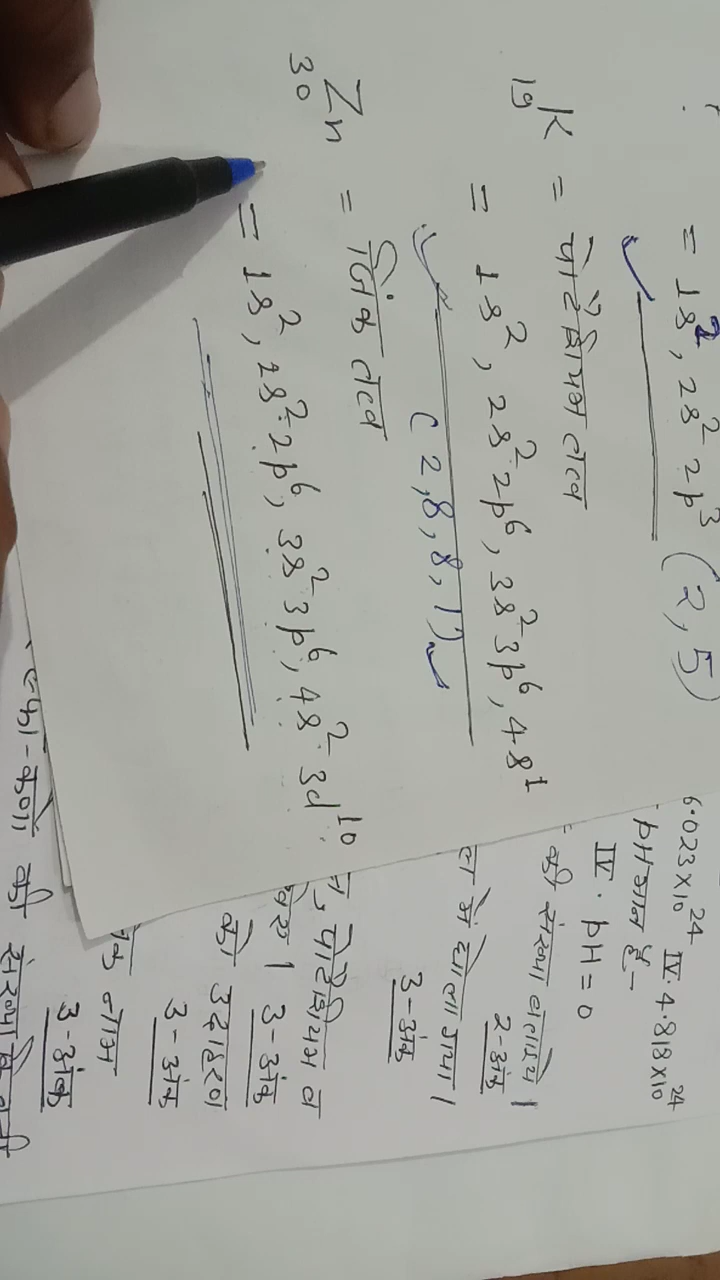 = 1s², 2s² 2p³ (2,5)
₁₉K = पोटैशियम तत्व
= 1s², 2s² 2p⁶, 3s² 3p⁶, 4s¹
(2,8,8,1)
₃₀Zn = जिंक तत्व
= 1s², 2s² 2p⁶, 3s² 3p⁶, 4s² 3d¹⁰
6.023×10²⁴ IV. 4.818×10²⁴
pH मान है-
IV. pH = 0
की संख्या बताइये।
2-अंक
में घोला गया।
3-अंक
पोटैशियम व
3-अंक
को उदाहरण
3-अंक
नाम
3-अंक
कणों की संख्या